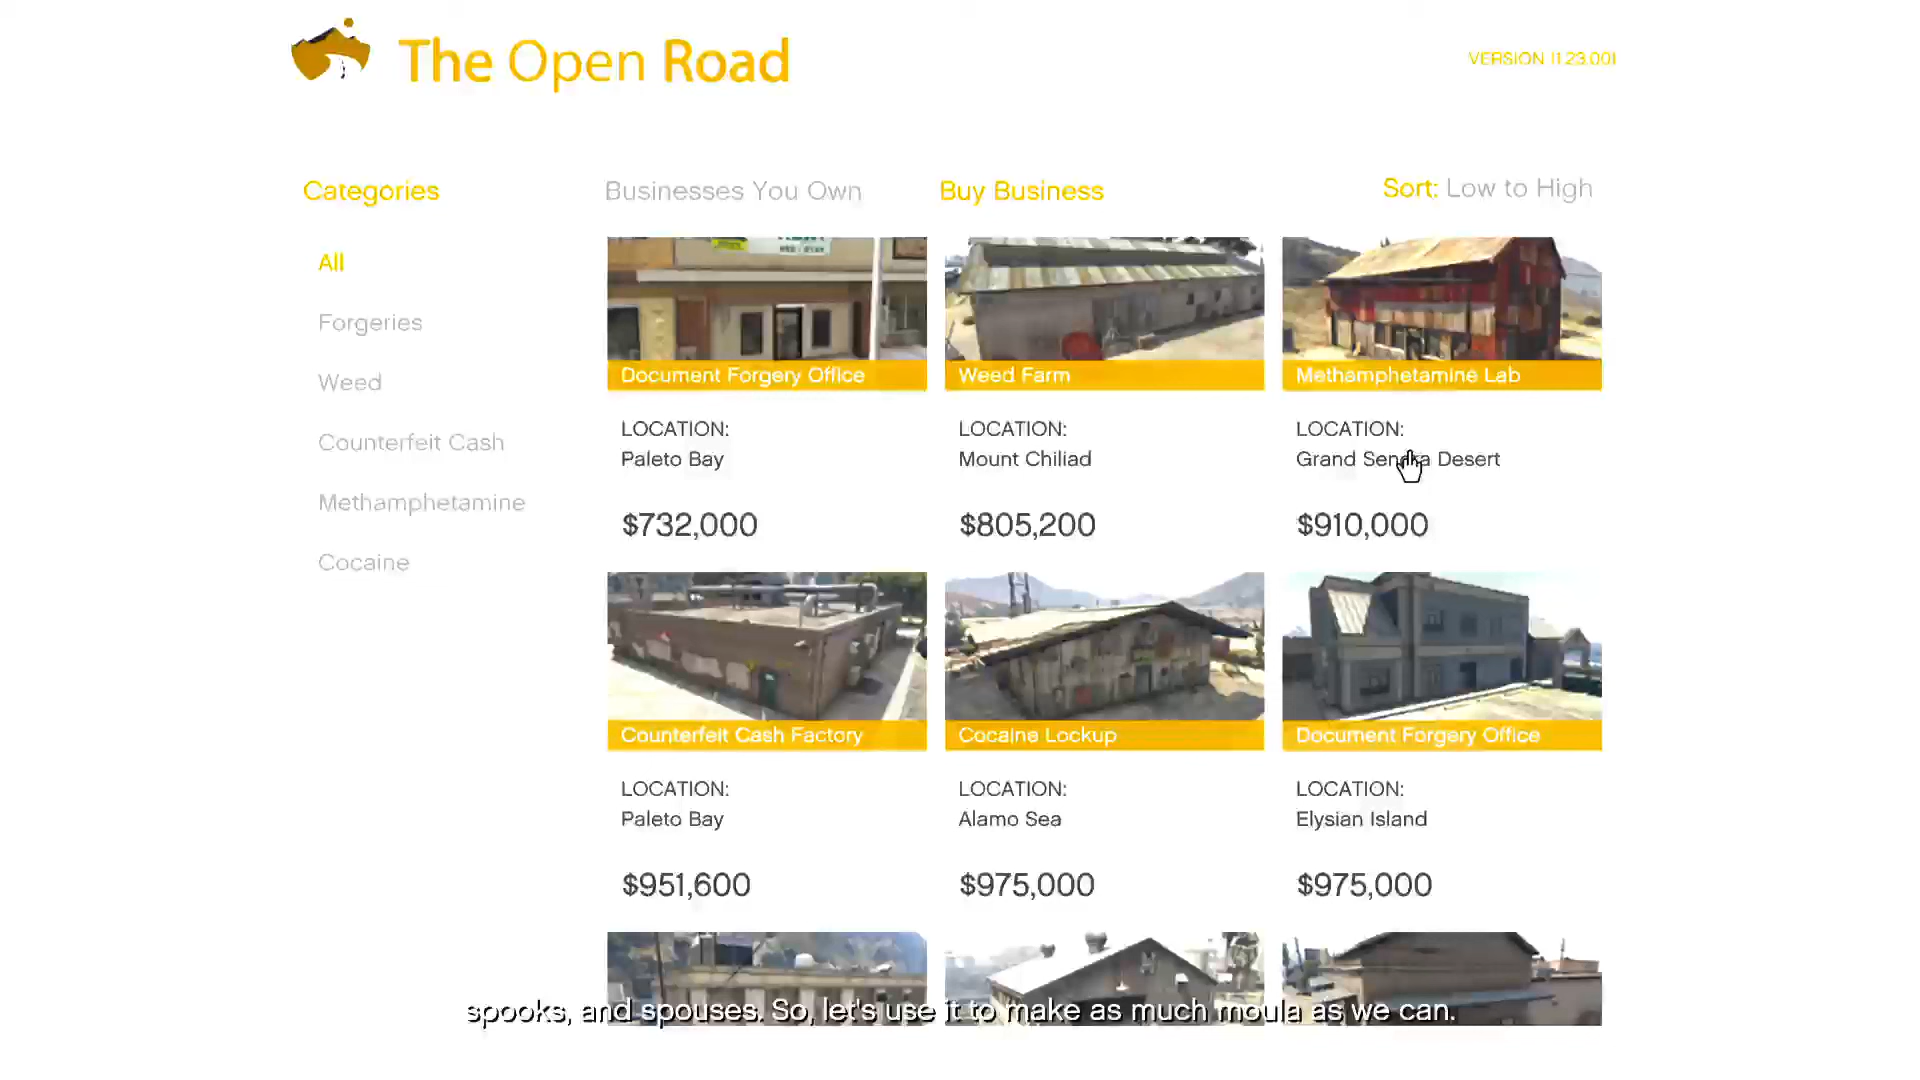 The Open Road
VERSION 11.23.001
Categories
Businesses You Own
Buy Business
Sort: Low to High
All
Forgeries
Weed
Counterfeit Cash
Methamphetamine
Cocaine
Document Forgery Office
LOCATION:
Paleto Bay
$732,000
Weed Farm
LOCATION:
Mount Chiliad
$805,200
Methamphetamine Lab
LOCATION:
Grand Senora Desert
$910,000
Counterfeit Cash Factory
LOCATION:
Paleto Bay
$951,600
Cocaine Lockup
LOCATION:
Alamo Sea
$975,000
Document Forgery Office
LOCATION:
Elysian Island
$975,000
spooks, and spouses. So, let's use it to make as much moula as we can.